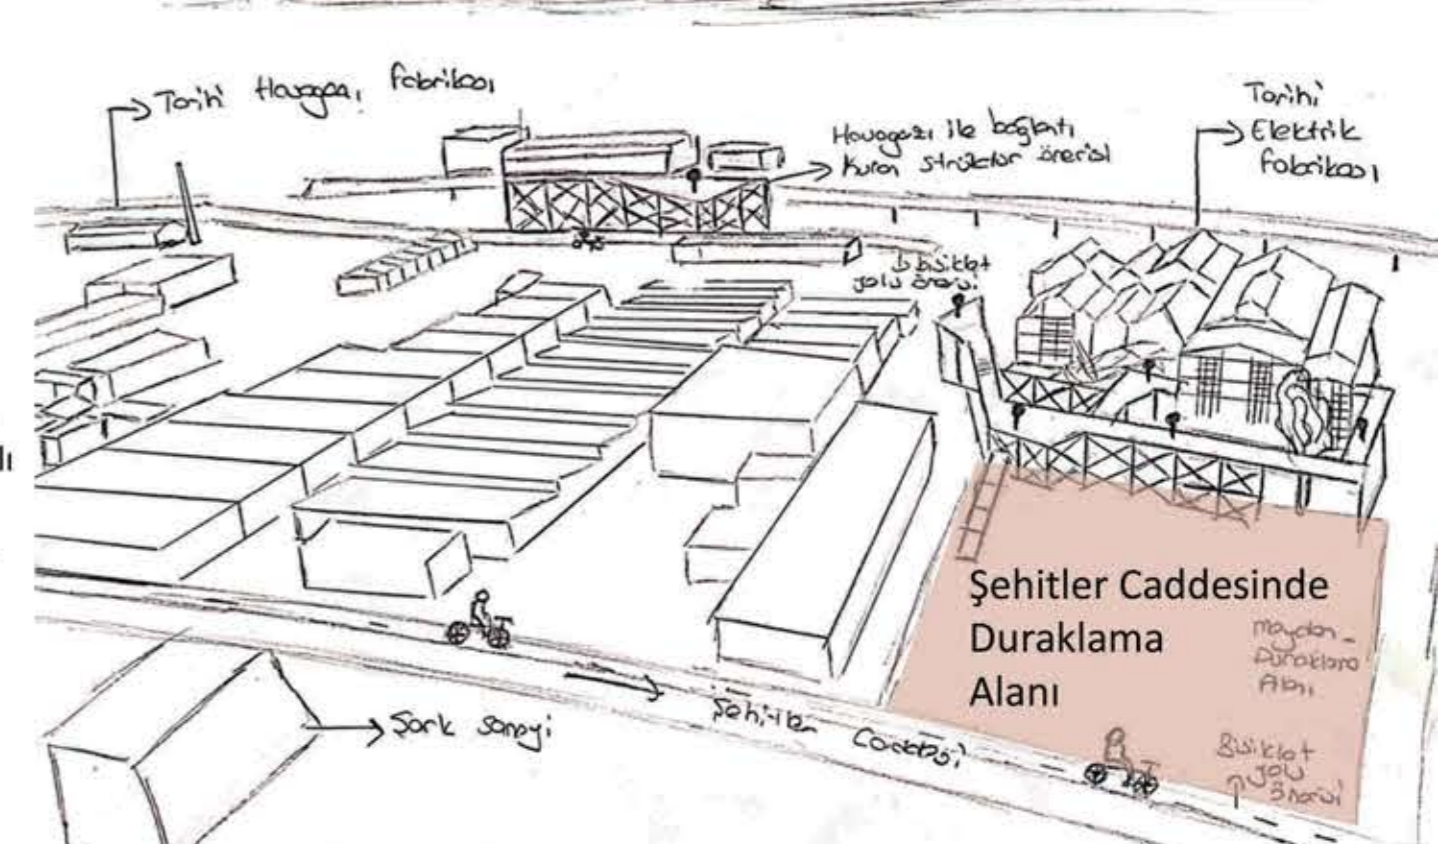 Tarihi Havagazı fabrikası
Tarihi
Elektrik
fabrikası
Havagazı ile bağlantı
kuran strüktür önerisi
bisiklet
yolu önerisi
lı
Şehitler Caddesinde
Duraklama
Alanı
meydan -
Duraklama
Alanı
Şark sanayi
Şehitler Caddesi
Bisiklet
yolu
Önerisi